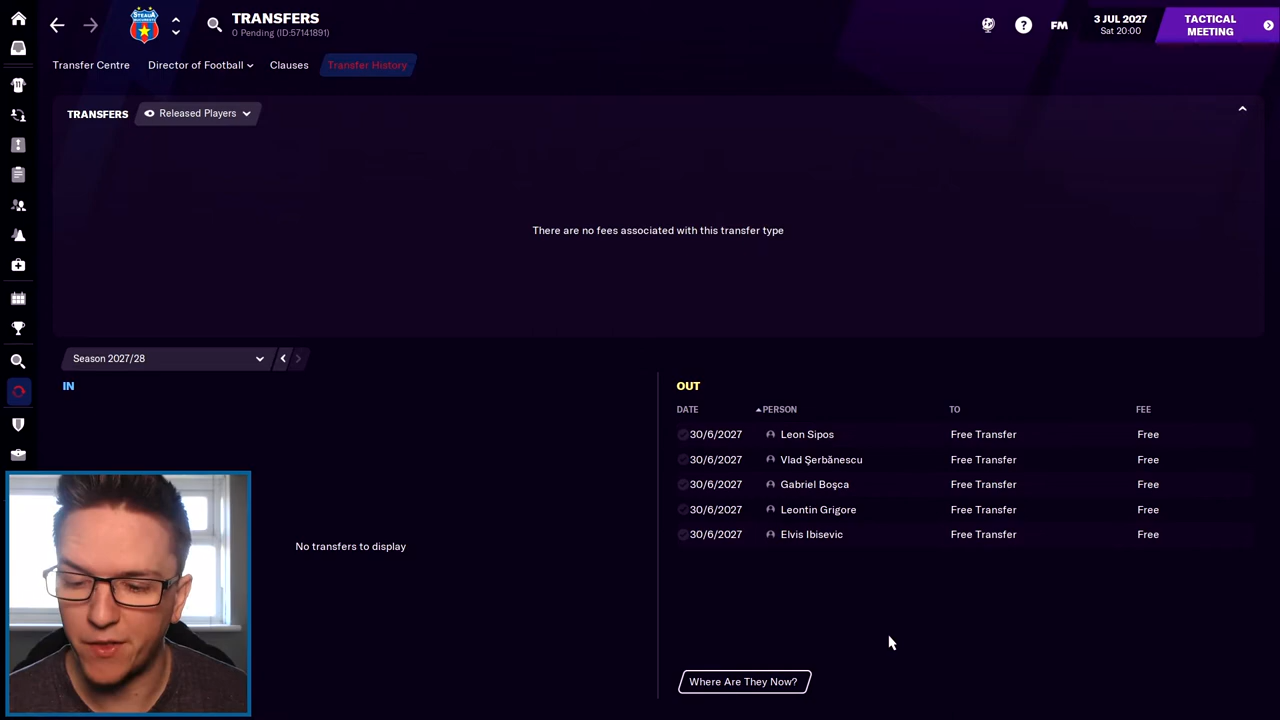 STEAUA
BUCUREȘTI
TRANSFERS
0 Pending (ID:57141891)
FM
3 JUL 2027
Sat 20:00
TACTICAL
MEETING
Transfer Centre
Director of Football
Clauses
Transfer History
TRANSFERS
Released Players
There are no fees associated with this transfer type
Season 2027/28
IN
No transfers to display
OUT
DATE PERSON TO FEE
30/6/2027 Leon Sipos Free Transfer Free
30/6/2027 Vlad Şerbănescu Free Transfer Free
30/6/2027 Gabriel Boşca Free Transfer Free
30/6/2027 Leontin Grigore Free Transfer Free
30/6/2027 Elvis Ibisevic Free Transfer Free
Where Are They Now?